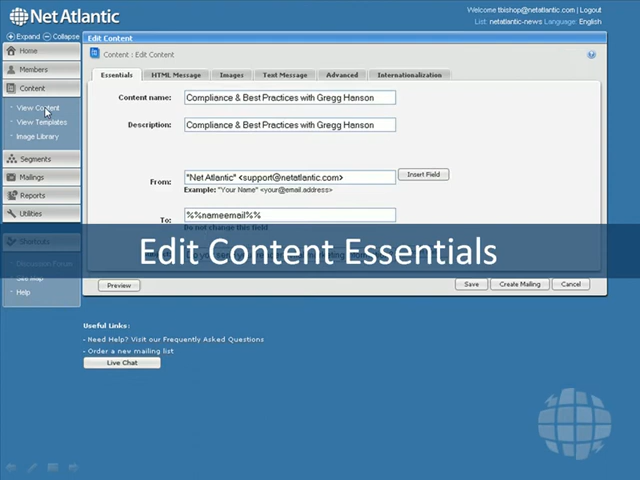 Net Atlantic
tbishop@netatlantic.com | Logout
List: netatlantic-news Language: English
Expand Collapse
Home
Members
Content
View Content
View Templates
Image Library
Segments
Mailings
Reports
Utilities
Shortcuts
Discussion Forum
Site Map
Help
Edit Content
Content : Edit Content
Essentials
HTML Message
Images
Text Message
Advanced
Internationalization
Content name: Compliance & Best Practices with Gregg Hanson
Description: Compliance & Best Practices with Gregg Hanson
From: "Net Atlantic" <support@netatlantic.com> Insert Field
Example: "Your Name" <your@email.address>
To: %%nameemail%%
Do not change this field
Edit Content Essentials
Preview
Save
Create Mailing
Cancel
Useful Links:
- Need Help? Visit our Frequently Asked Questions
- Order a new mailing list
Live Chat